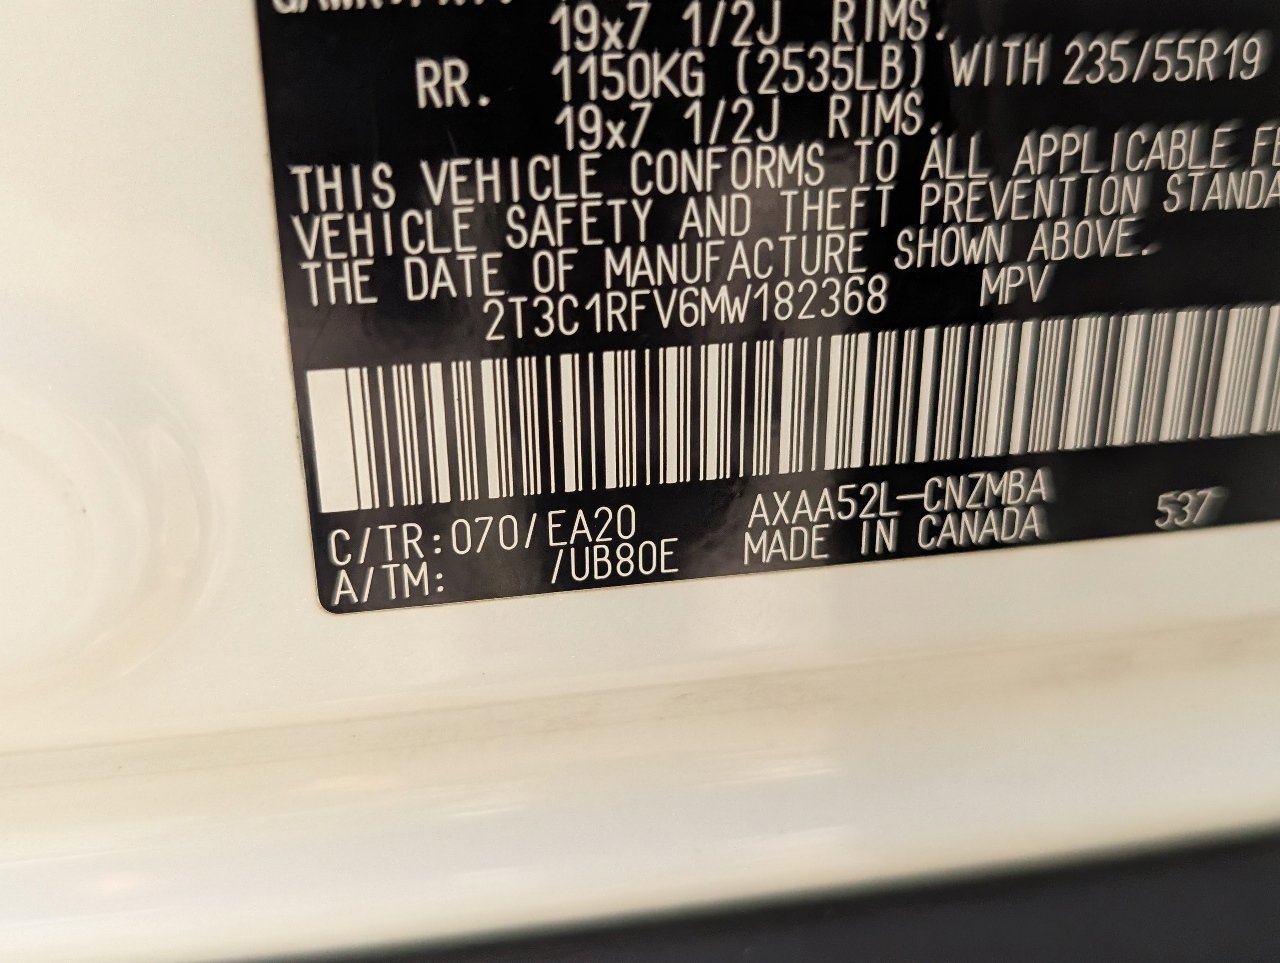 19x7 1/2J RIMS.
RR. 1150KG (2535LB) WITH 235/55R19
19x7 1/2J RIMS.
THIS VEHICLE CONFORMS TO ALL APPLICABLE FE
VEHICLE SAFETY AND THEFT PREVENTION STANDA
THE DATE OF MANUFACTURE SHOWN ABOVE.
2T3C1RFV6MW182368 MPV
C/TR:070/EA20 AXAA52L-CNZMBA 537
A/TM: /UB80E MADE IN CANADA